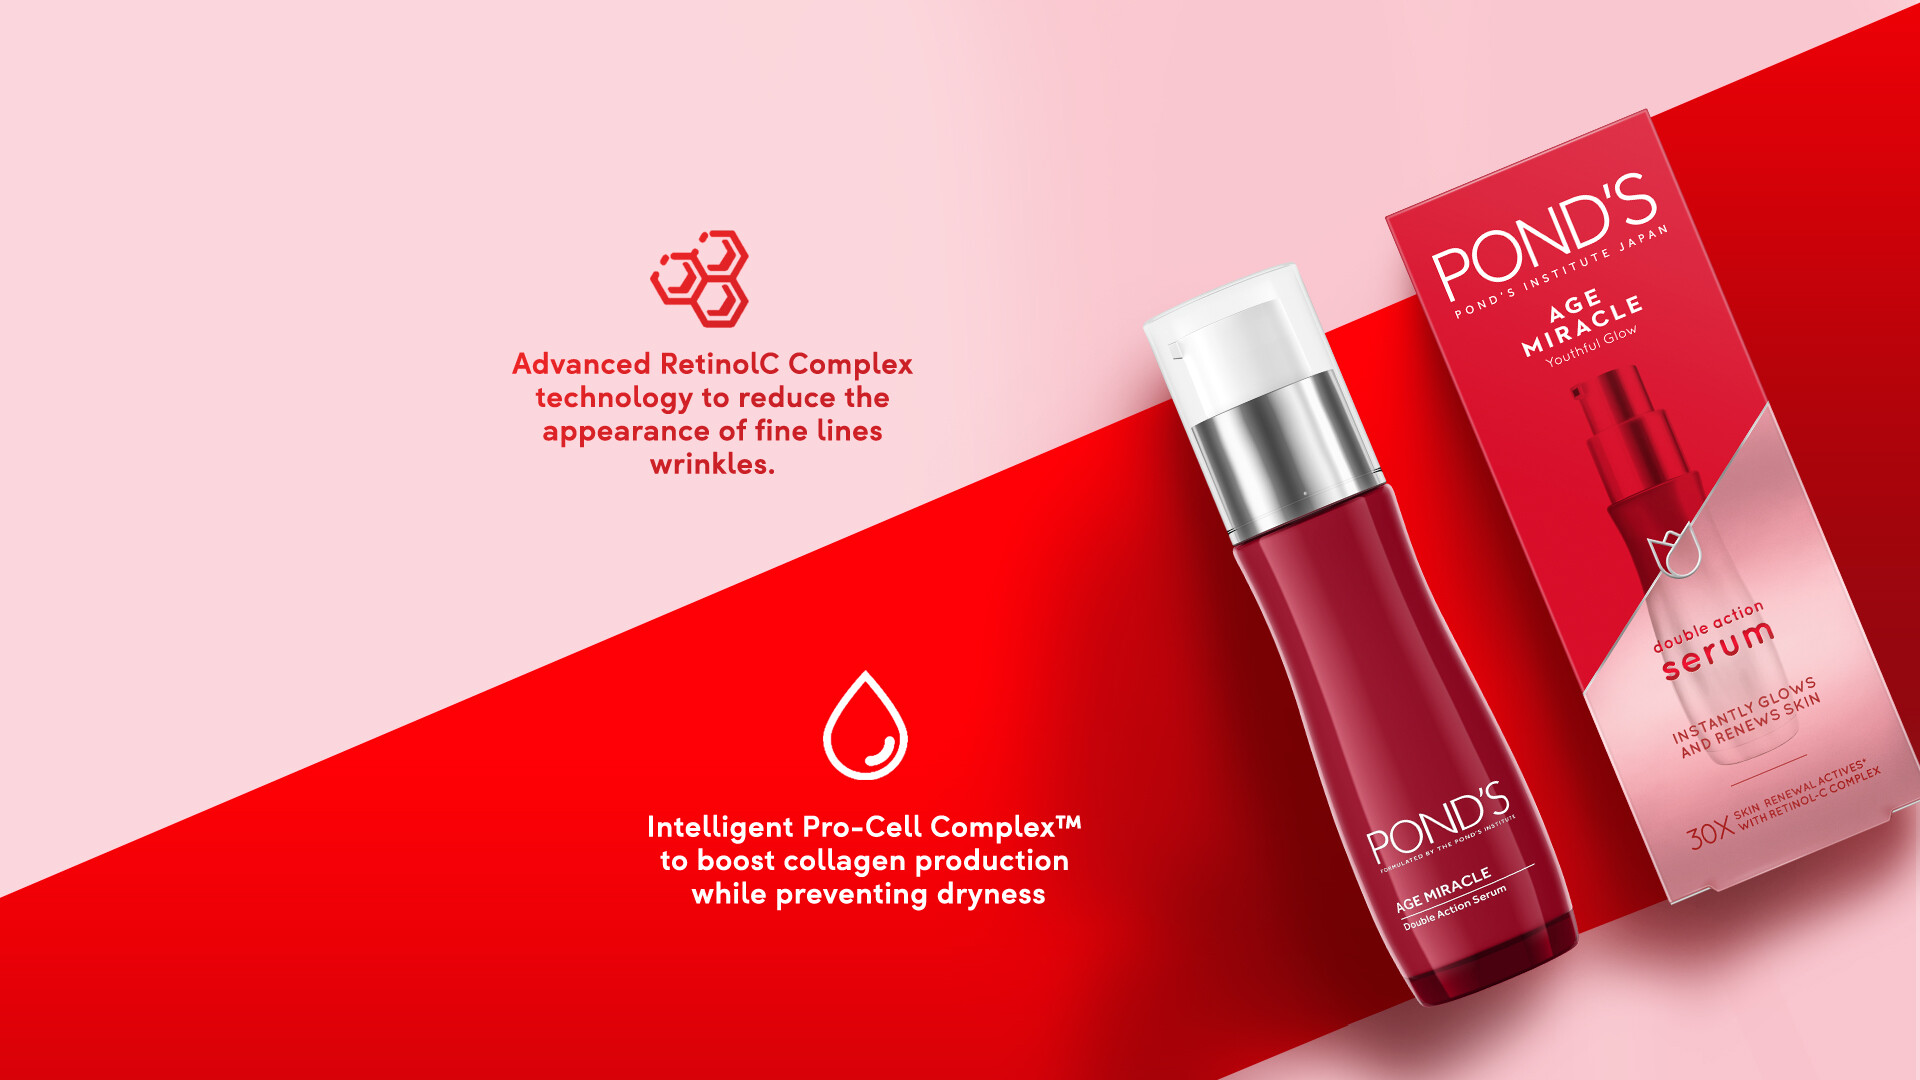 Advanced RetinolC Complex
technology to reduce the
appearance of fine lines
wrinkles.
Intelligent Pro-Cell Complex™
to boost collagen production
while preventing dryness
POND'S
FORMULATED BY THE POND'S INSTITUTE
AGE MIRACLE
Double Action Serum
POND'S
POND'S INSTITUTE JAPAN
AGE
MIRACLE
Youthful Glow
double action
serum
INSTANTLY GLOWS
AND RENEWS SKIN
30X SKIN RENEWAL ACTIVES*
WITH RETINOL-C COMPLEX